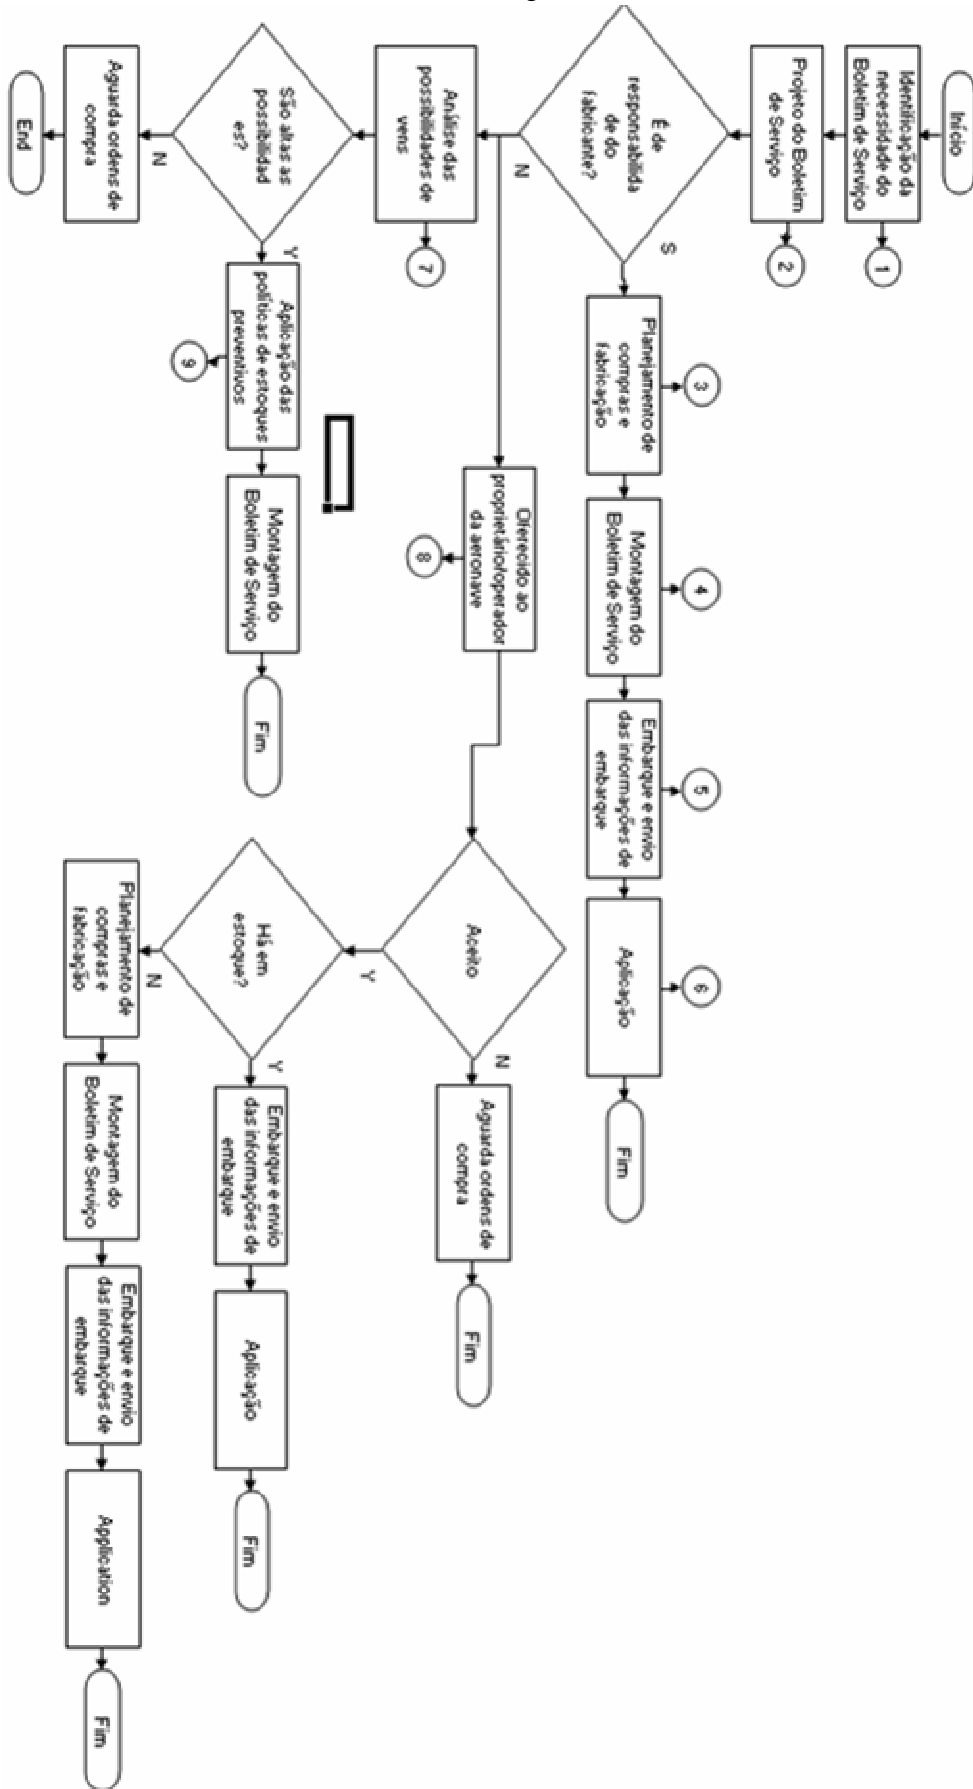 Início
Identificação da
necessidade do
Boletim de Serviço
1
Projeto do Boletim
de Serviço
2
É de
responsabilida
de do
fabricante?
S
N
Planejamento de
compras e
fabricação
3
Montagem do
Boletim de Serviço
4
Embarque e envio
das informações de
embarque
5
Aplicação
6
Fim
Oferecido ao
proprietário/operador
da aeronave
8
Aceito
N
Y
Aguarda ordens de
compra
Fim
Análise das
possibilidades de
vens
7
Há em
estoque?
Y
N
Embarque e envio
das informações de
embarque
Aplicação
Fim
São altas as
possibilidad
es?
Y
N
Aplicação das
políticas de estoques
preventivos
9
Montagem do
Boletim de Serviço
Fim
Aguarda ordens de
compra
End
Planejamento de
compras e
fabricação
Montagem do
Boletim de Serviço
Embarque e envio
das informações de
embarque
Application
Fim